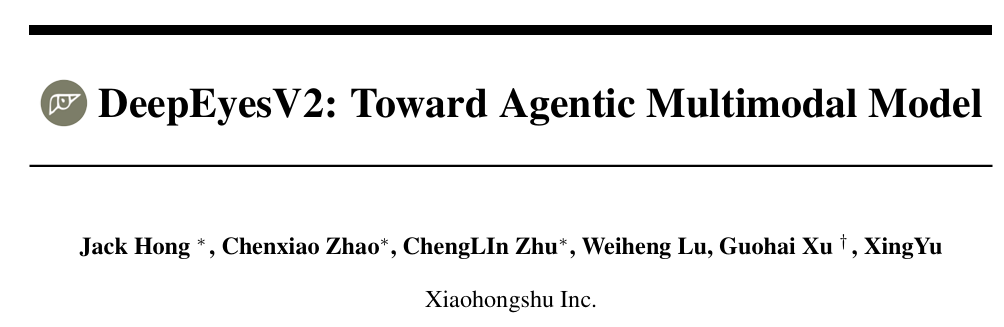 DeepEyesV2: Toward Agentic Multimodal Model
Jack Hong *, Chenxiao Zhao*, ChengLIn Zhu*, Weiheng Lu, Guohai Xu †, XingYu
Xiaohongshu Inc.